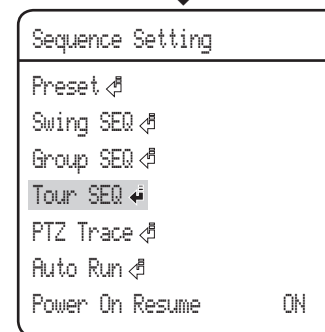 Sequence Setting
Preset ↲
Swing SEQ ↲
Group SEQ ↲
Tour SEQ ↲
PTZ Trace ↲
Auto Run ↲
Power On Resume ON